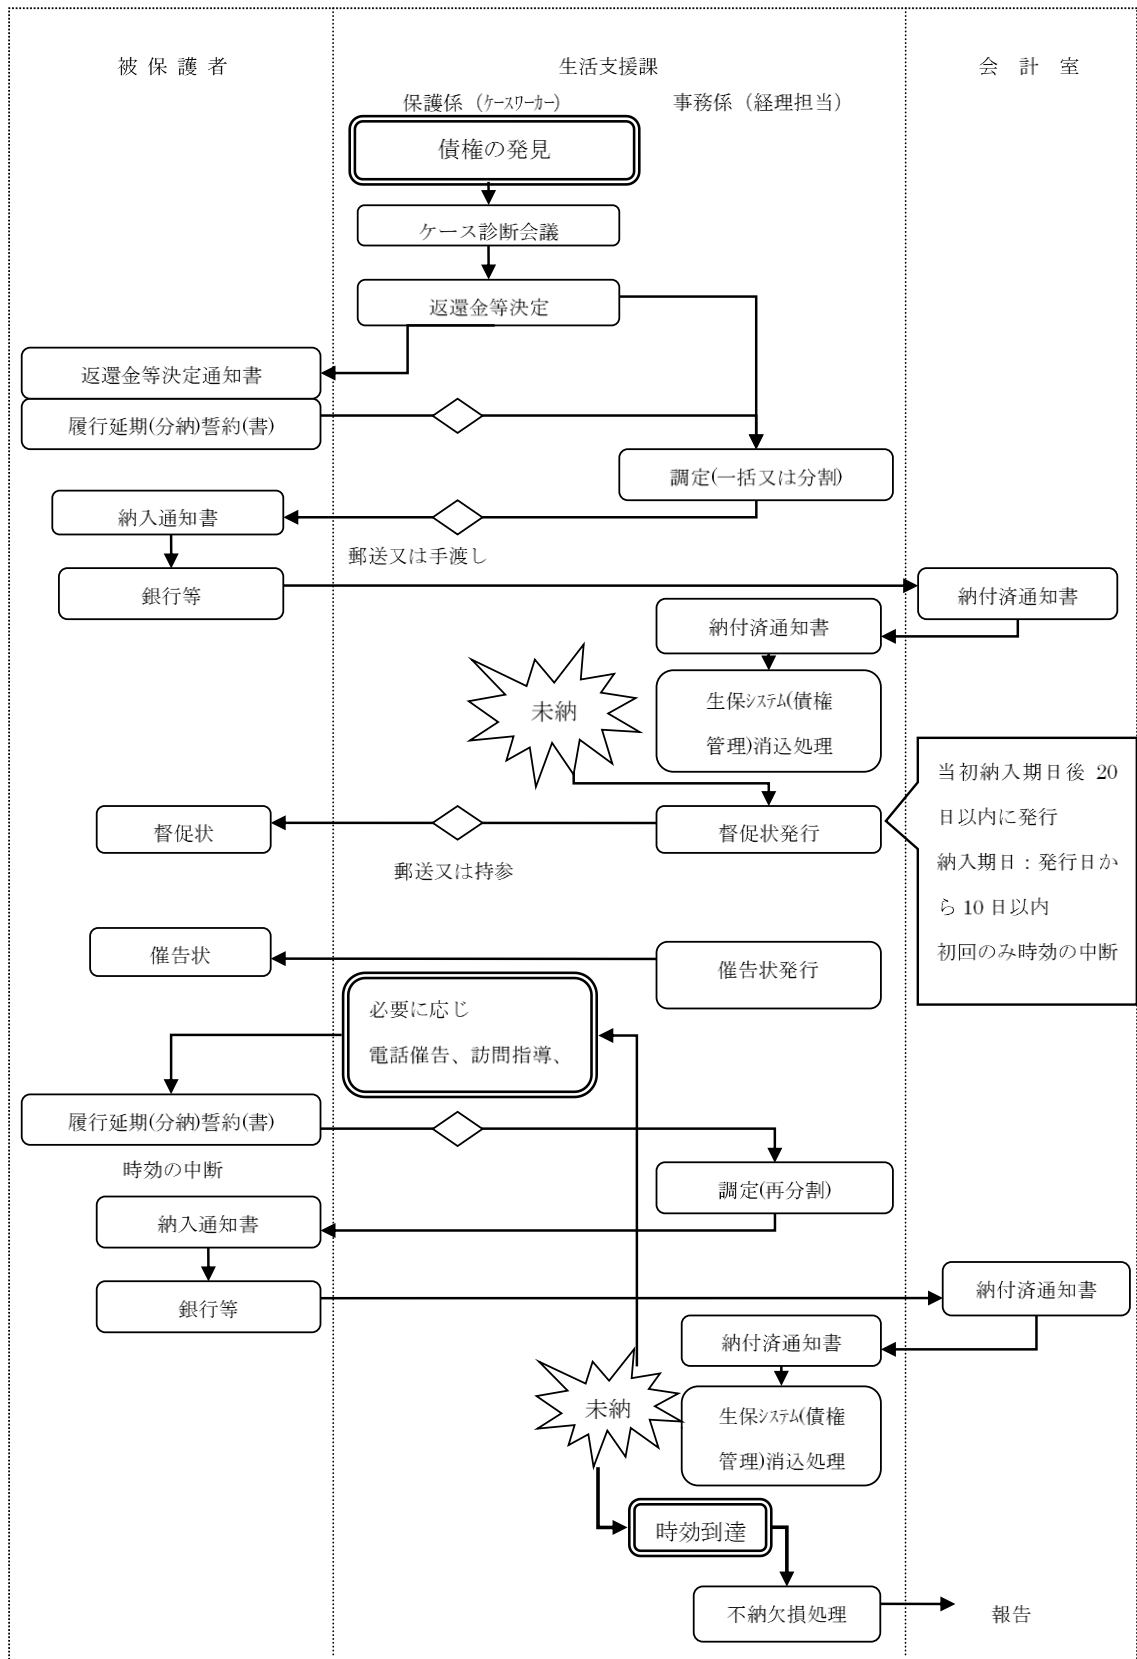 被 保 護 者
生活支援課
会 計 室
保護係（ｹｰｽﾜｰｶｰ）
事務係（経理担当）
債権の発見
ケース診断会議
返還金等決定
返還金等決定通知書
履行延期(分納)誓約(書)
調定(一括又は分割)
納入通知書
郵送又は手渡し
銀行等
納付済通知書
納付済通知書
未納
生保ｼｽﾃﾑ(債権
管理)消込処理
当初納入期日後 20
日以内に発行
納入期日：発行日か
ら 10 日以内
初回のみ時効の中断
督促状
督促状発行
郵送又は持参
催告状
催告状発行
必要に応じ
電話催告、訪問指導、
履行延期(分納)誓約(書)
時効の中断
調定(再分割)
納入通知書
銀行等
納付済通知書
納付済通知書
未納
生保ｼｽﾃﾑ(債権
管理)消込処理
時効到達
不納欠損処理
報告